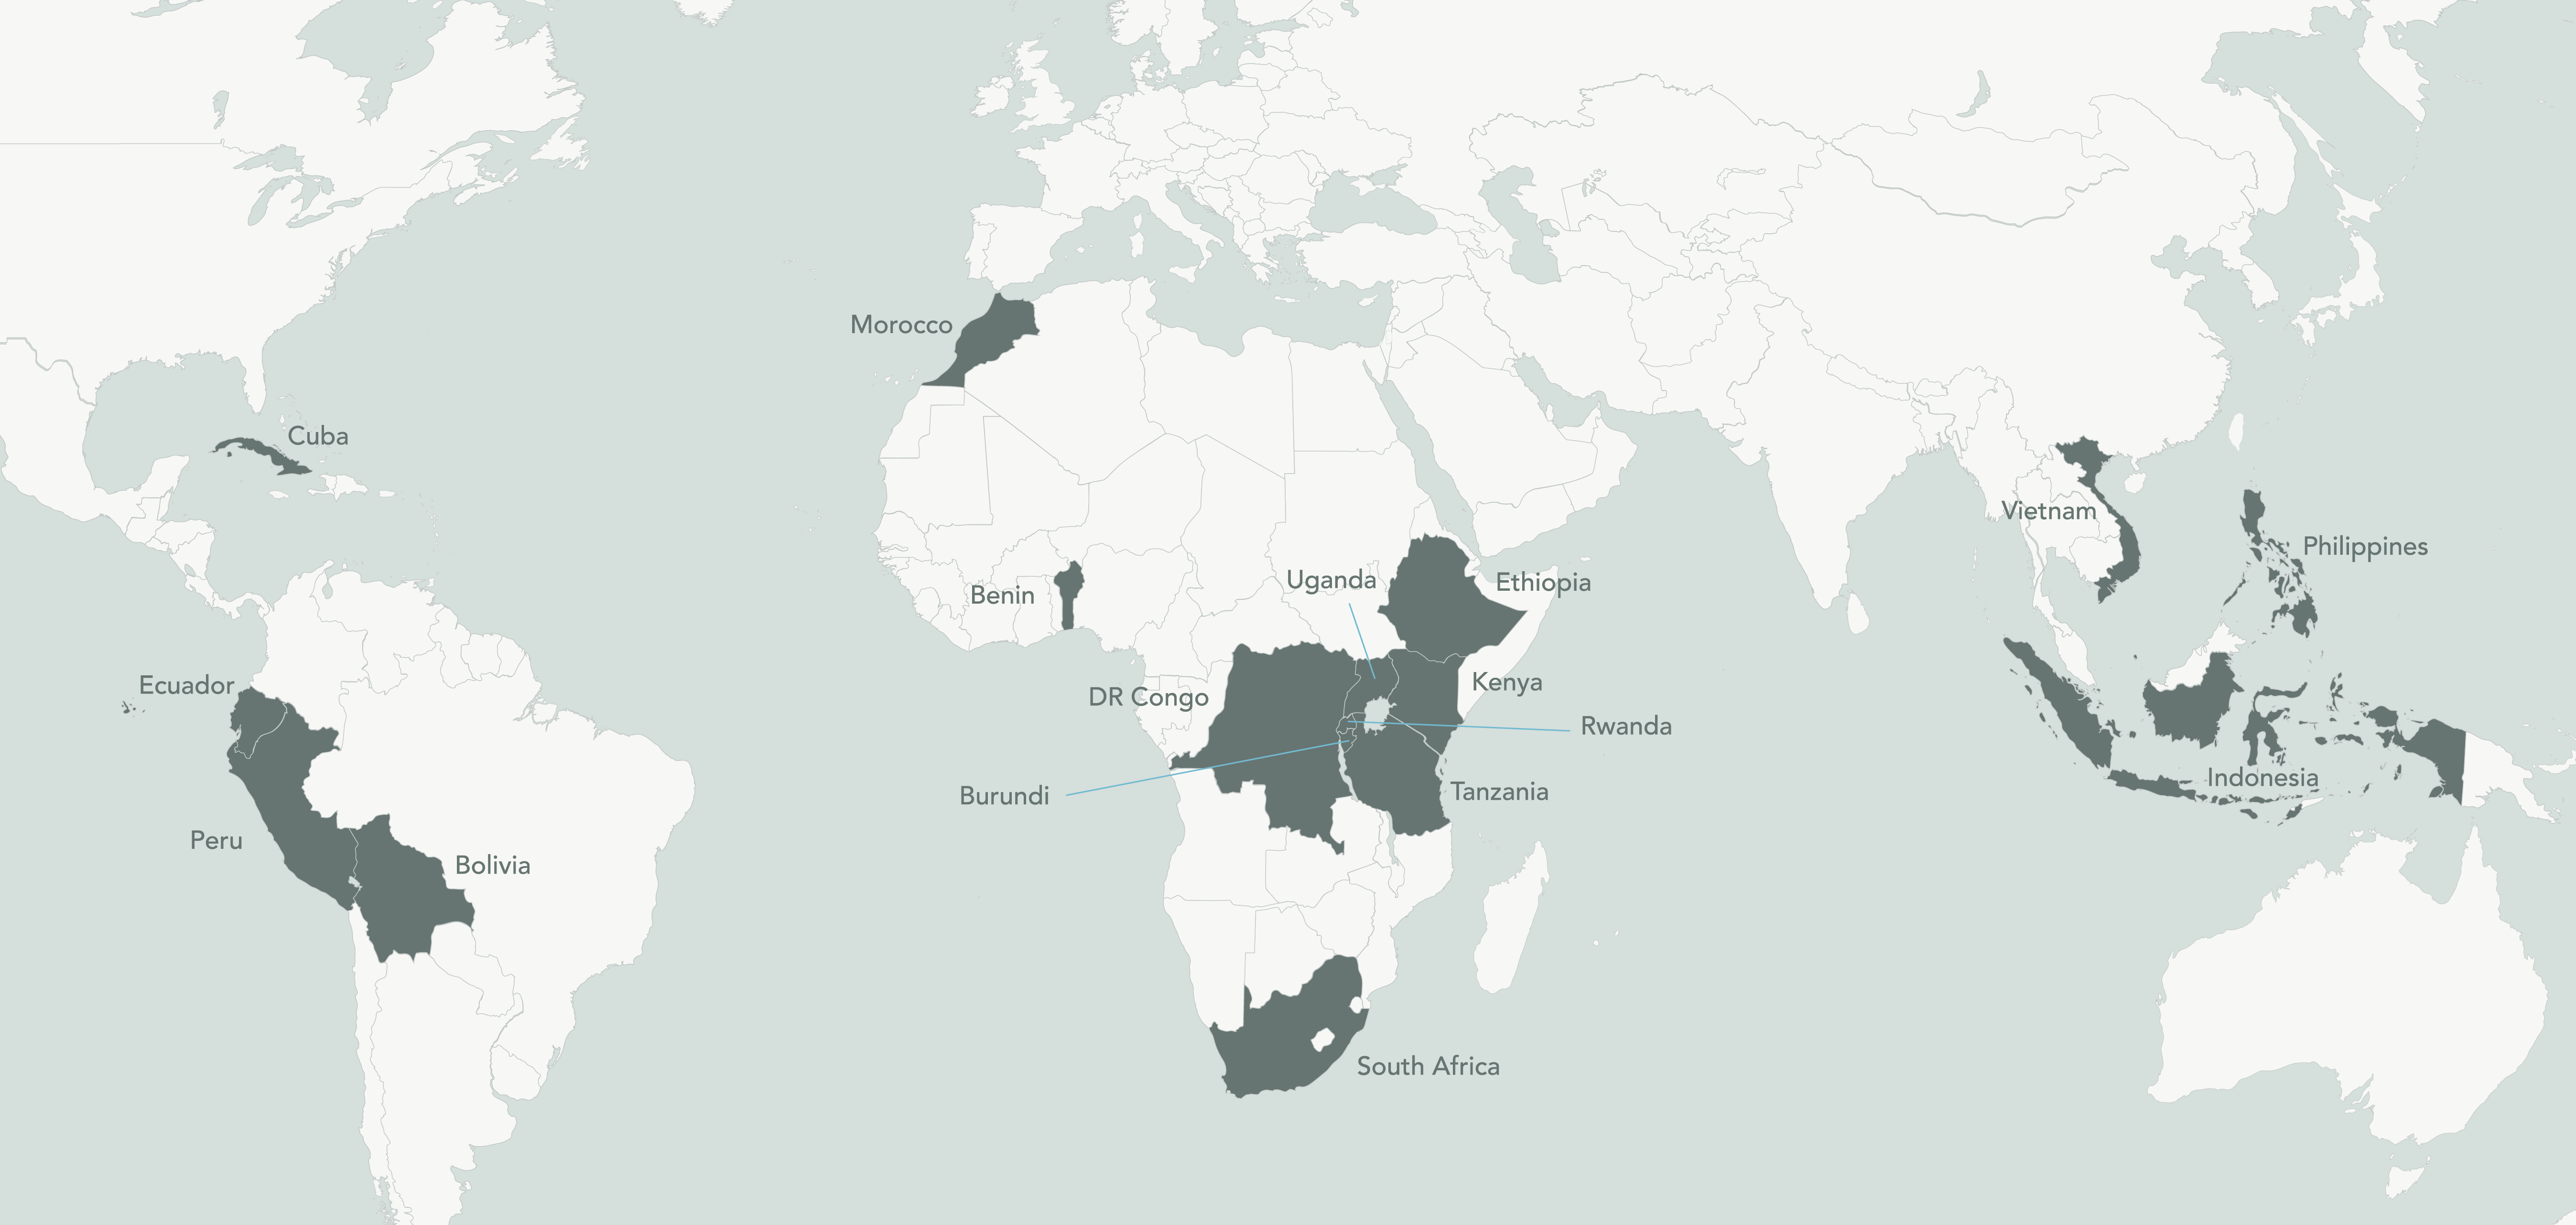 Morocco
Cuba
Vietnam
Philippines
Uganda
Ethiopia
Benin
Ecuador
DR Congo
Kenya
Rwanda
Indonesia
Burundi
Tanzania
Peru
Bolivia
South Africa